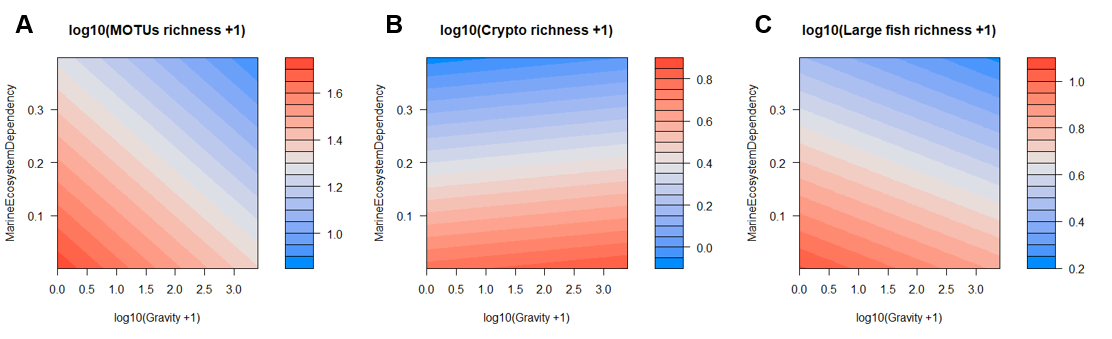 A
log10(MOTUs richness +1)
MarineEcosystemDependency
0.3
0.2
0.1
0.0 0.5 1.0 1.5 2.0 2.5 3.0
log10(Gravity +1)
1.6
1.4
1.2
1.0
B
log10(Crypto richness +1)
MarineEcosystemDependency
0.3
0.2
0.1
0.0 0.5 1.0 1.5 2.0 2.5 3.0
log10(Gravity +1)
0.8
0.6
0.4
0.2
0.0
C
log10(Large fish richness +1)
MarineEcosystemDependency
0.3
0.2
0.1
0.0 0.5 1.0 1.5 2.0 2.5 3.0
log10(Gravity +1)
1.0
0.8
0.6
0.4
0.2